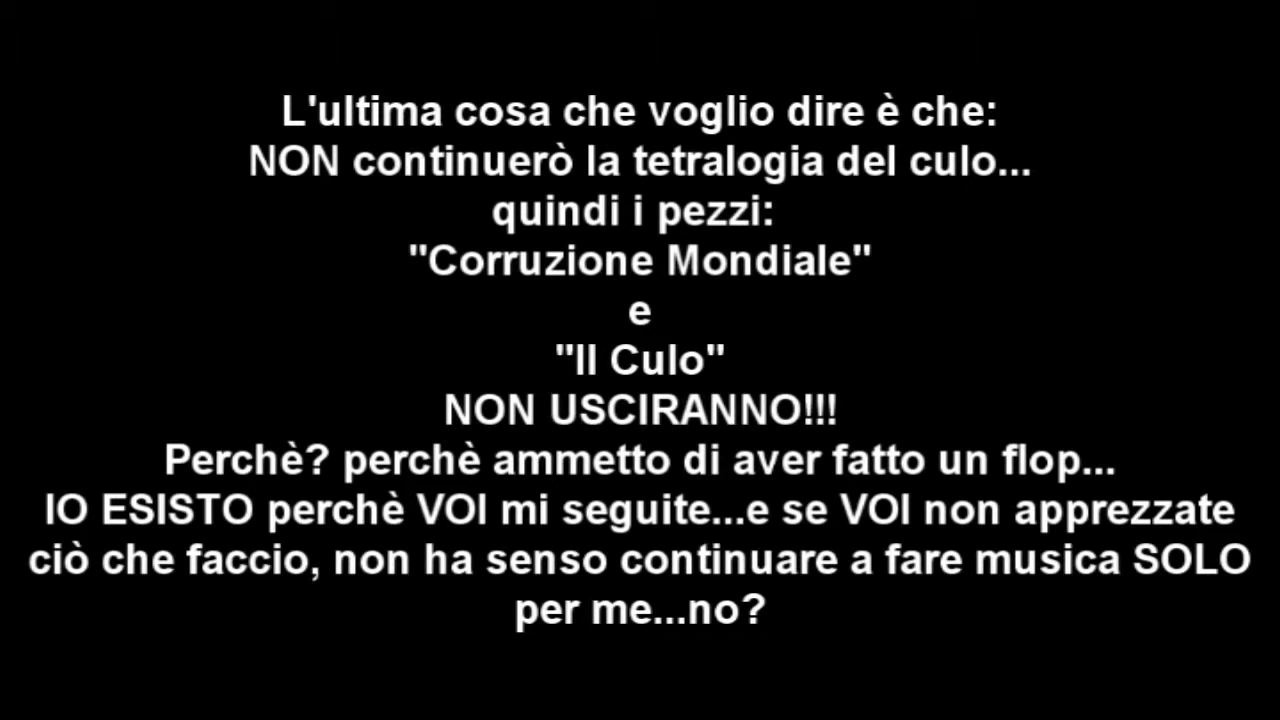 L'ultima cosa che voglio dire è che:
NON continuerò la tetralogia del culo...
quindi i pezzi:
"Corruzione Mondiale"
e
"Il Culo"
NON USCIRANNO!!!
Perchè? perchè ammetto di aver fatto un flop...
IO ESISTO perchè VOI mi seguite...e se VOI non apprezzate
ciò che faccio, non ha senso continuare a fare musica SOLO
per me...no?